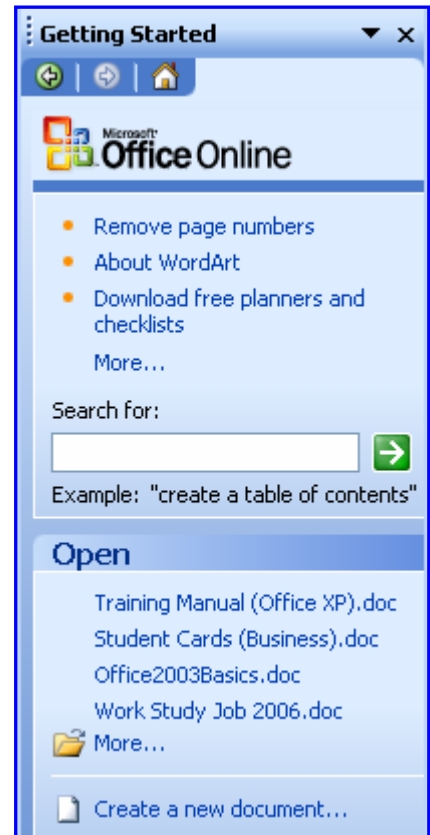 Getting Started
Microsoft
Office Online
Remove page numbers
About WordArt
Download free planners and
checklists
More...
Search for:
Example: "create a table of contents"
Open
Training Manual (Office XP).doc
Student Cards (Business).doc
Office2003Basics.doc
Work Study Job 2006.doc
More...
Create a new document...